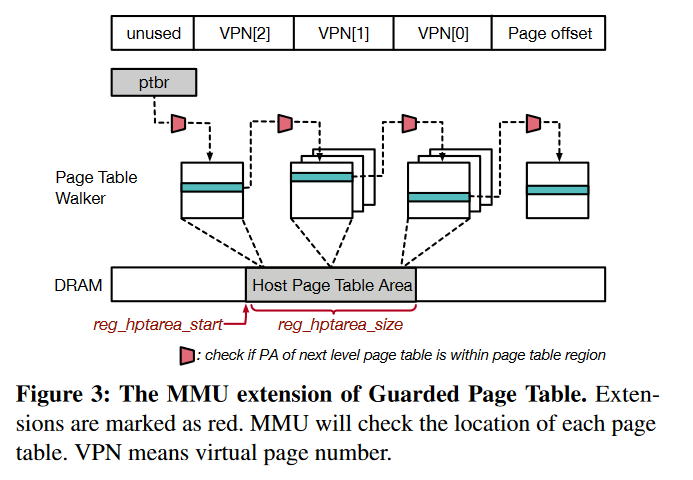 unused VPN[2] VPN[1] VPN[0] Page offset
ptbr
Page Table
Walker
DRAM Host Page Table Area
reg_hptarea_start reg_hptarea_size
: check if PA of next level page table is within page table region
Figure 3: The MMU extension of Guarded Page Table. Exten-
sions are marked as red. MMU will check the location of each page
table. VPN means virtual page number.